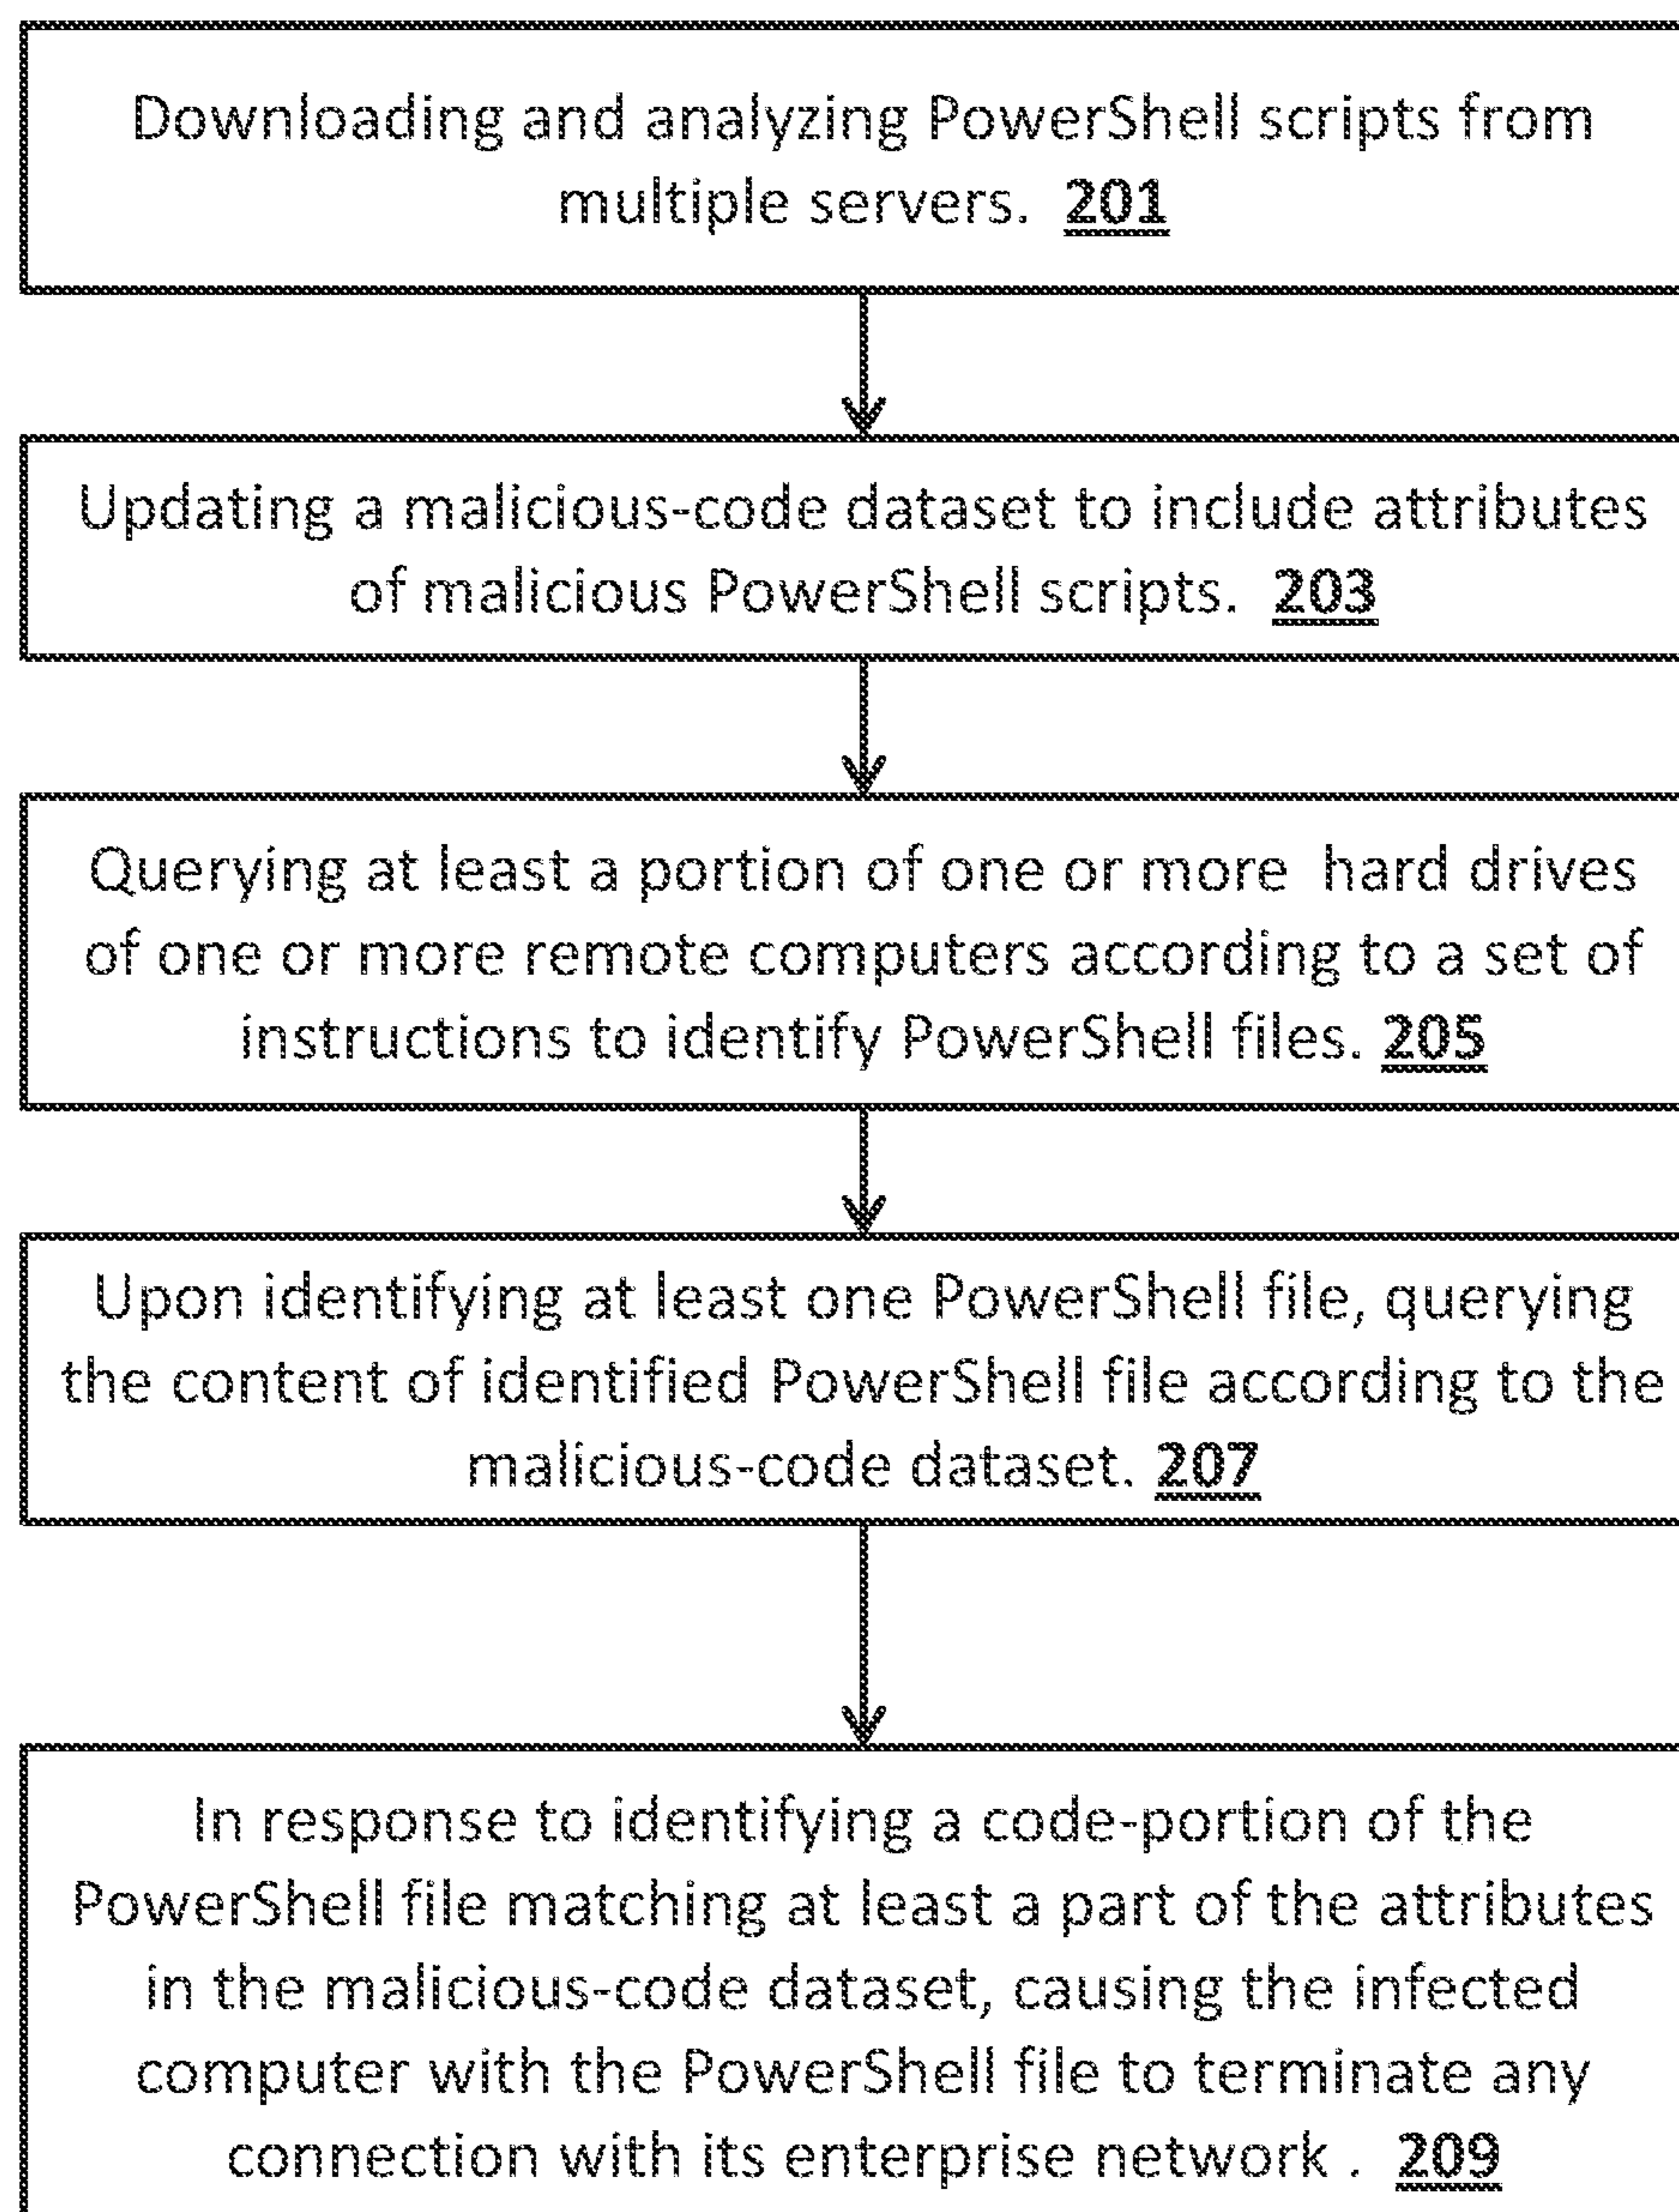 Downloading and analyzing PowerShell scripts from
multiple servers. 201
Updating a malicious-code dataset to include attributes
of malicious PowerShell scripts. 203
Querying at least a portion of one or more hard drives
of one or more remote computers according to a set of
instructions to identify PowerShell files. 205
Upon identifying at least one PowerShell file, querying
the content of identified PowerShell file according to the
malicious-code dataset. 207
In response to identifying a code-portion of the
PowerShell file matching at least a part of the attributes
in the malicious-code dataset, causing the infected
computer with the PowerShell file to terminate any
connection with its enterprise network . 209